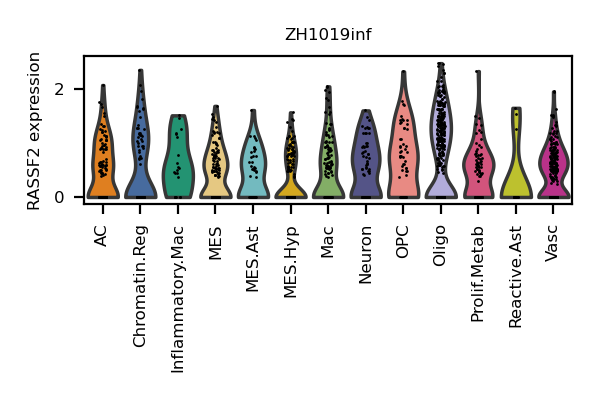 ZH1019inf
RASSF2 expression
2
0
AC
Chromatin.Reg
Inflammatory.Mac
MES
MES.Ast
MES.Hyp
Mac
Neuron
OPC
Oligo
Prolif.Metab
Reactive.Ast
Vasc